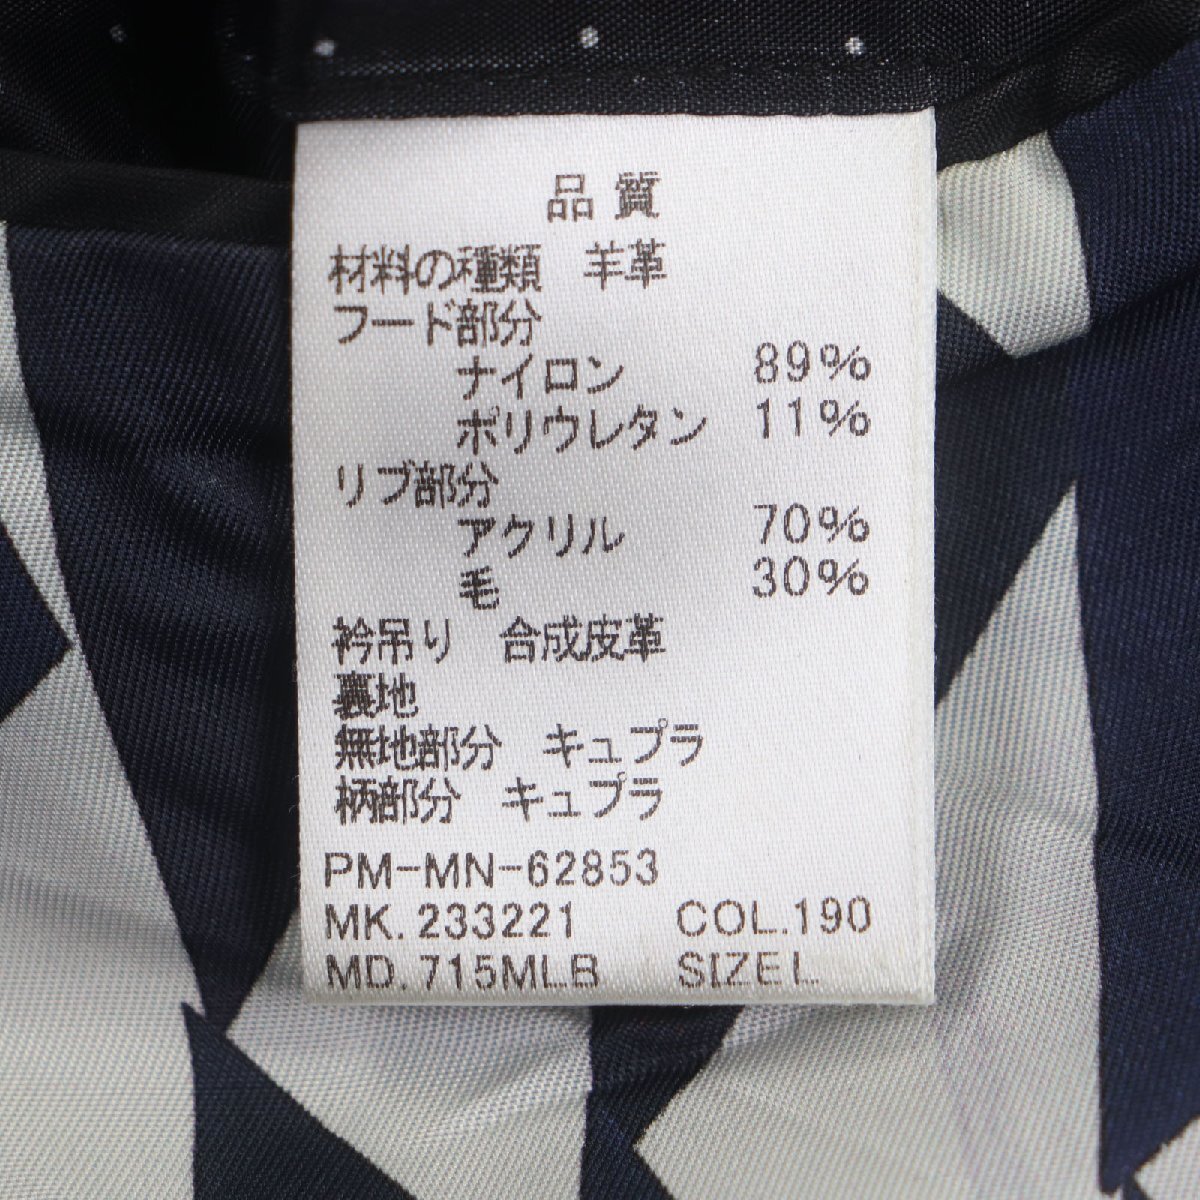 品質
材料の種類 羊革
フード部分
ナイロン 89%
ポリウレタン 11%
リブ部分
アクリル 70%
毛 30%
衿吊り 合成皮革
裏地
無地部分 キュプラ
柄部分 キュプラ
PM-MN-62853
MK.233221 COL.190
MD.715MLB SIZE L